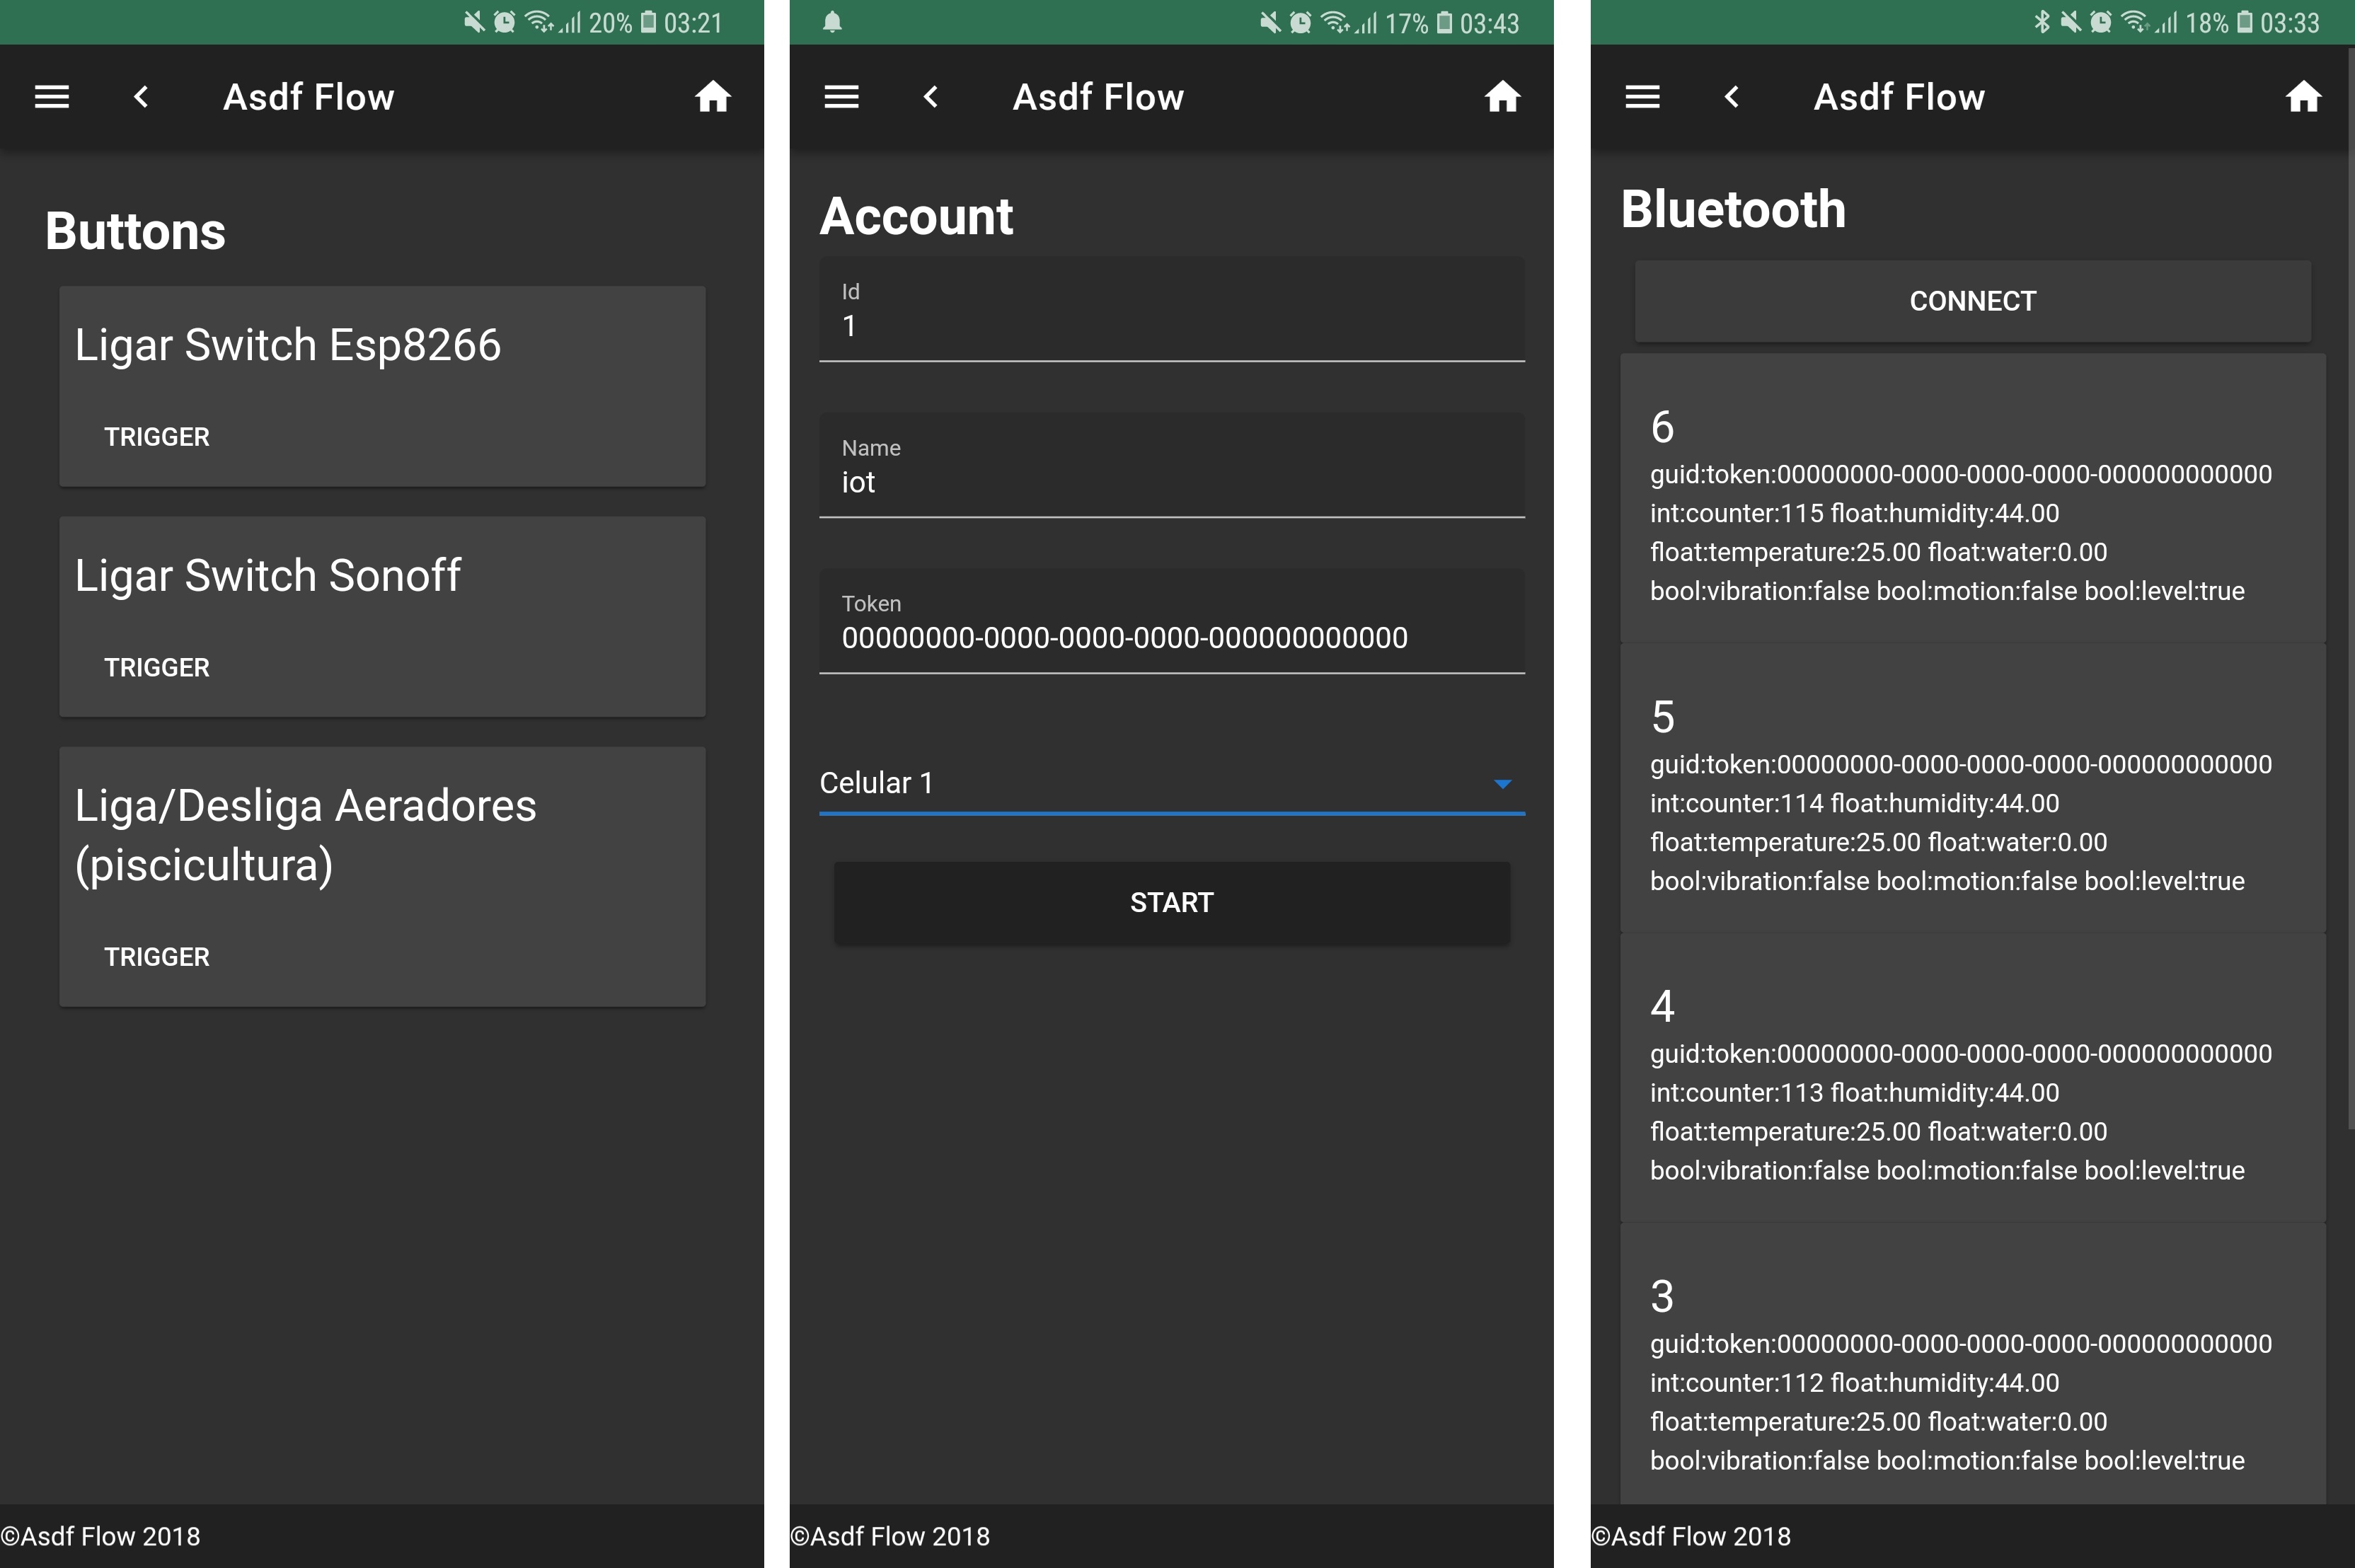 20% 03:21
Asdf Flow
Buttons
Ligar Switch Esp8266
TRIGGER
Ligar Switch Sonoff
TRIGGER
Liga/Desliga Aeradores
(piscicultura)
TRIGGER
©Asdf Flow 2018
17% 03:43
Asdf Flow
Account
Id
1
Name
iot
Token
00000000-0000-0000-0000-000000000000
Celular 1
START
©Asdf Flow 2018
18% 03:33
Asdf Flow
Bluetooth
CONNECT
6
guid:token:00000000-0000-0000-0000-000000000000
int:counter:115 float:humidity:44.00
float:temperature:25.00 float:water:0.00
bool:vibration:false bool:motion:false bool:level:true
5
guid:token:00000000-0000-0000-0000-000000000000
int:counter:114 float:humidity:44.00
float:temperature:25.00 float:water:0.00
bool:vibration:false bool:motion:false bool:level:true
4
guid:token:00000000-0000-0000-0000-000000000000
int:counter:113 float:humidity:44.00
float:temperature:25.00 float:water:0.00
bool:vibration:false bool:motion:false bool:level:true
3
guid:token:00000000-0000-0000-0000-000000000000
int:counter:112 float:humidity:44.00
float:temperature:25.00 float:water:0.00
bool:vibration:false bool:motion:false bool:level:true
©Asdf Flow 2018